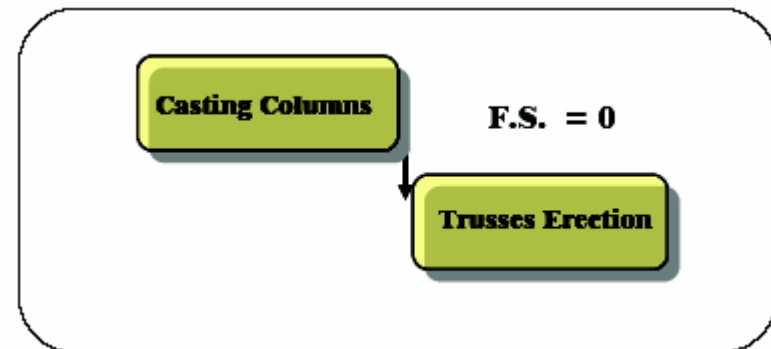 Casting Columns
F.S. = 0
Trusses Erection